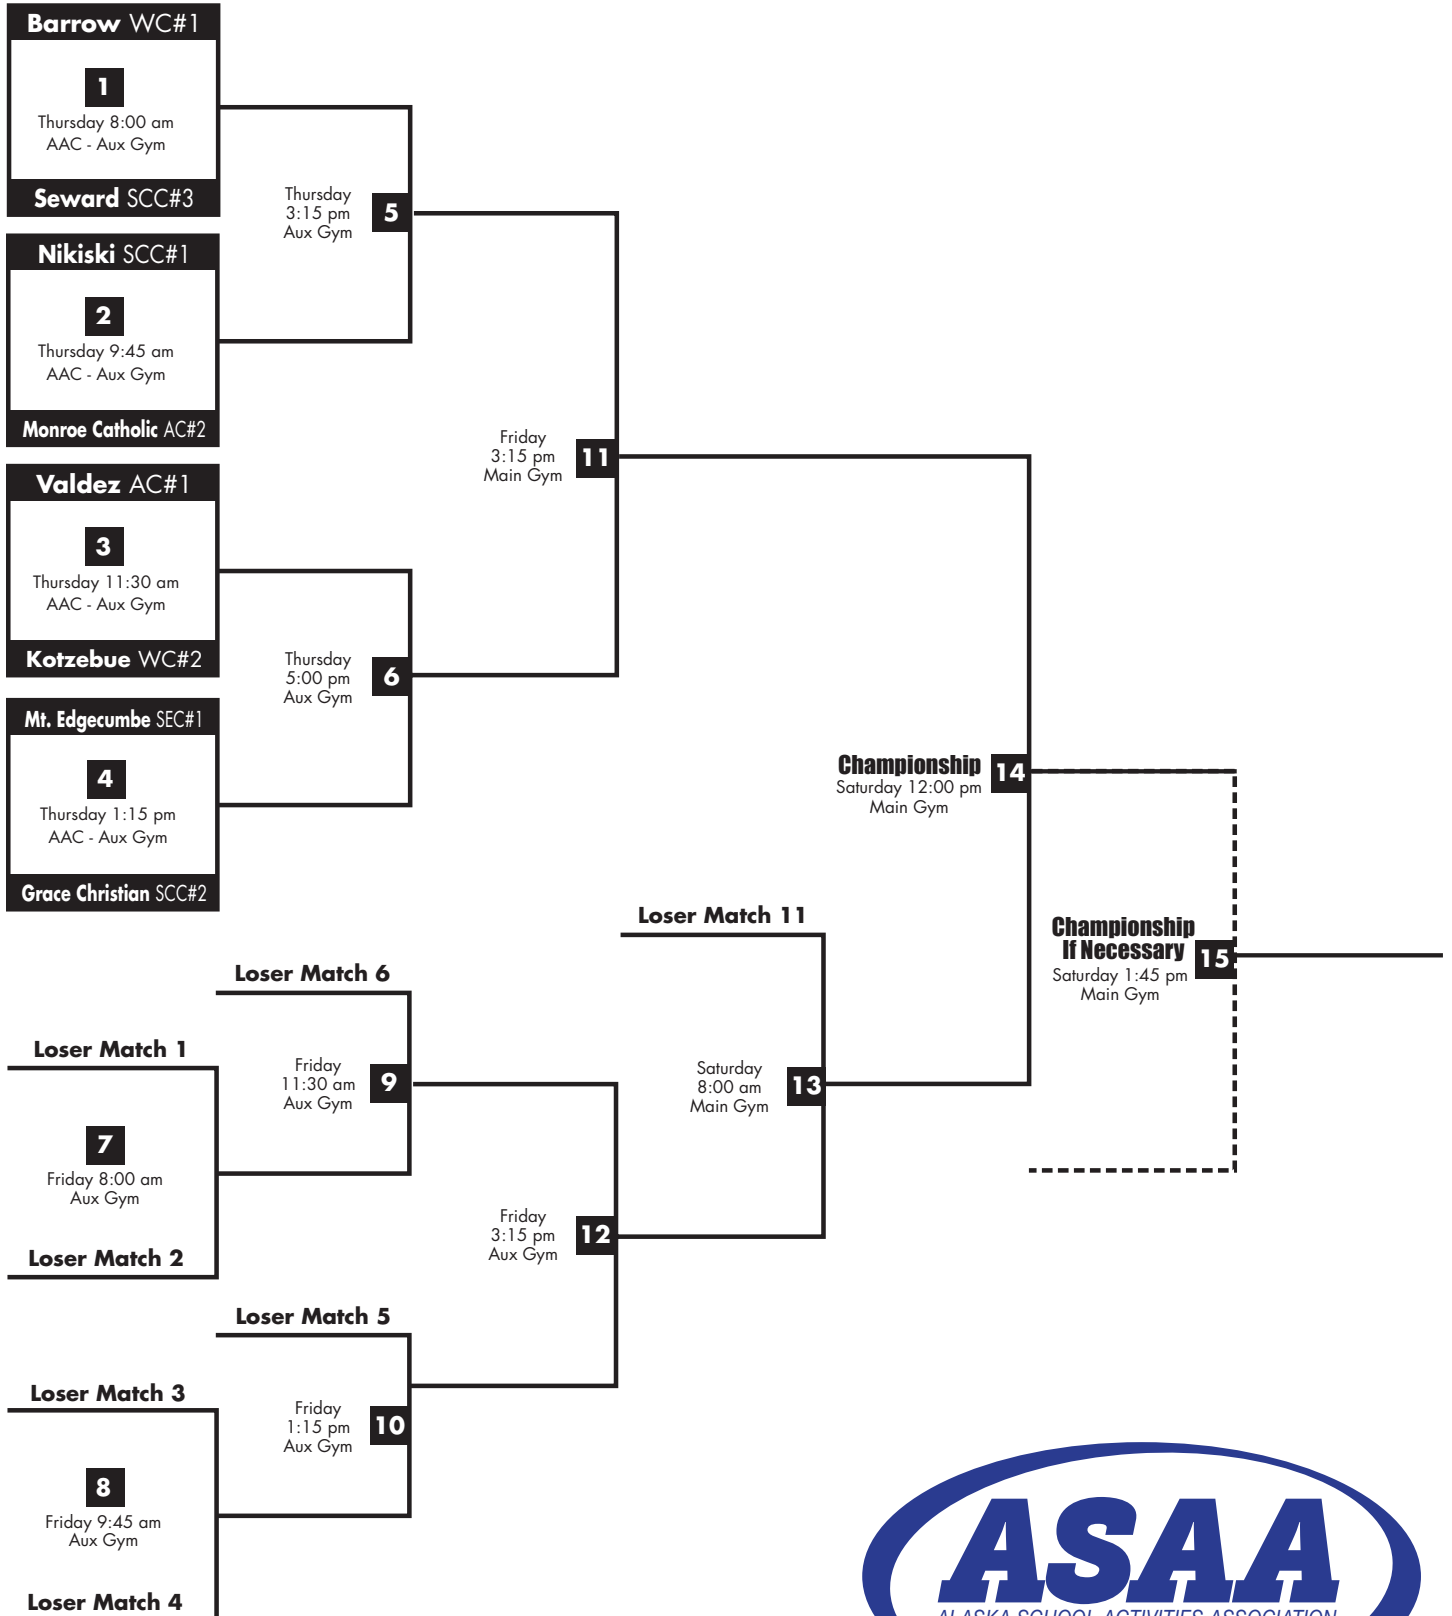 Barrow WC#1
1
Thursday 8:00 am
AAC - Aux Gym
Seward SCC#3
Nikiski SCC#1
2
Thursday 9:45 am
AAC - Aux Gym
Monroe Catholic AC#2
Valdez AC#1
3
Thursday 11:30 am
AAC - Aux Gym
Kotzebue WC#2
Mt. Edgecumbe SEC#1
4
Thursday 1:15 pm
AAC - Aux Gym
Grace Christian SCC#2
Thursday
3:15 pm
Aux Gym
5
Thursday
5:00 pm
Aux Gym
6
Friday
3:15 pm
Main Gym
11
Championship
Saturday 12:00 pm
Main Gym
14
Championship
If Necessary
Saturday 1:45 pm
Main Gym
15
Loser Match 11
Saturday
8:00 am
Main Gym
13
Loser Match 6
Friday
11:30 am
Aux Gym
9
Loser Match 1
7
Friday 8:00 am
Aux Gym
Loser Match 2
Friday
3:15 pm
Aux Gym
12
Loser Match 5
Friday
1:15 pm
Aux Gym
10
Loser Match 3
8
Friday 9:45 am
Aux Gym
Loser Match 4
ASAA
ALASKA SCHOOL ACTIVITIES ASSOCIATION